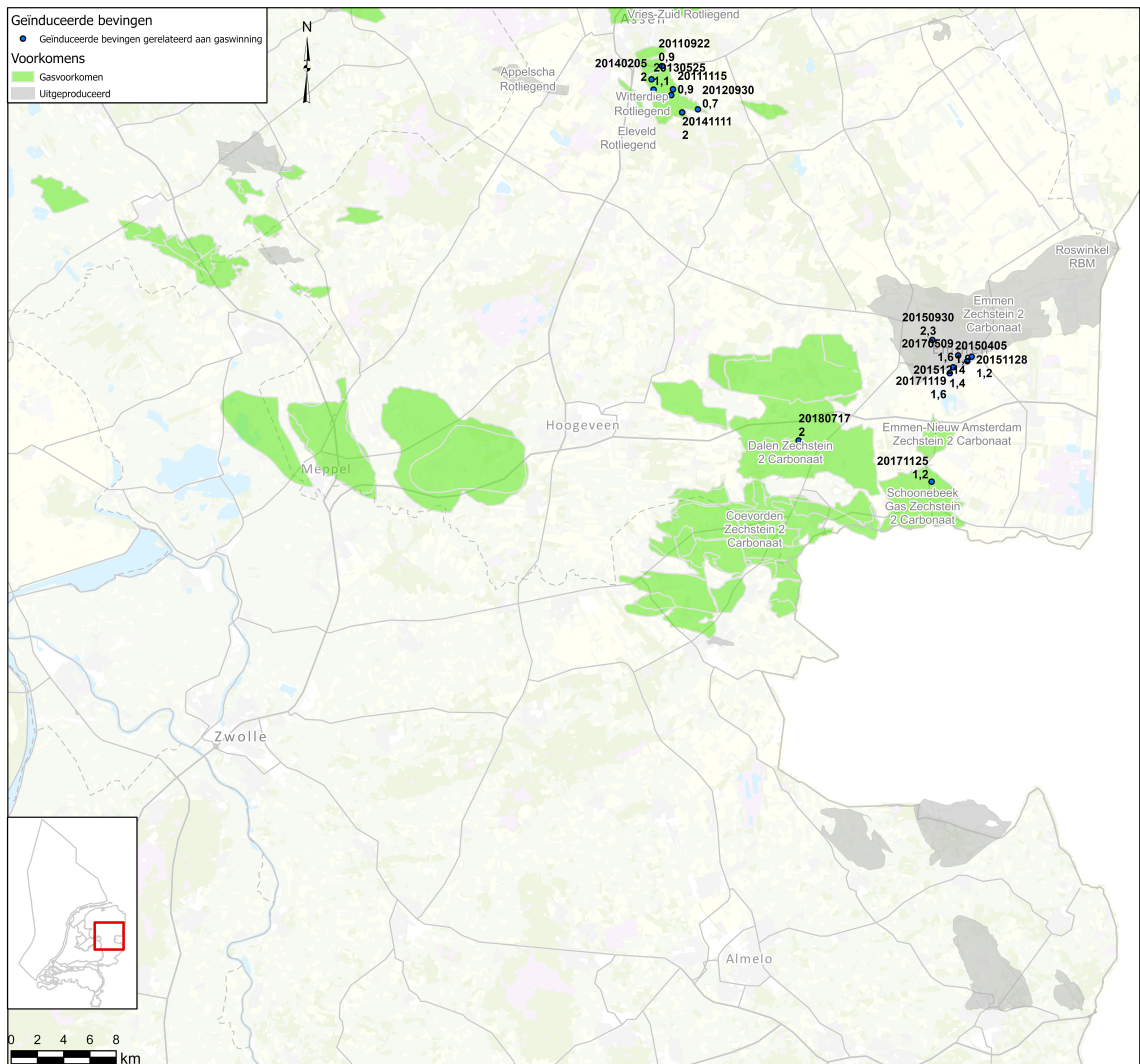 Geïnduceerde bevingen
Geïnduceerde bevingen gerelateerd aan gaswinning
Voorkomens
Gasvoorkomen
Uitgeproduceerd
N
Assen
Vries-Zuid Rotliegend
20110922
0,9
20140205
2
20130525
1,1
20111115
0,9
20120930
0,7
20141111
2
Appelscha
Rotliegend
Witterdiep
Rotliegend
Eleveld
Rotliegend
Roswinkel
RBM
Emmen
Zechstein 2
Carbonaat
20150930
2,3
20170509
1,6
20150405
20151128
1,2
20151214
1,4
20171119
1,6
20180717
2
Dalen Zechstein
2 Carbonaat
Emmen-Nieuw Amsterdam
Zechstein 2 Carbonaat
20171125
1,2
Schoonebeek
Gas Zechstein
2 Carbonaat
Coevorden
Zechstein 2
Carbonaat
Hoogeveen
Meppel
Zwolle
Almelo
0 2 4 6 8
km